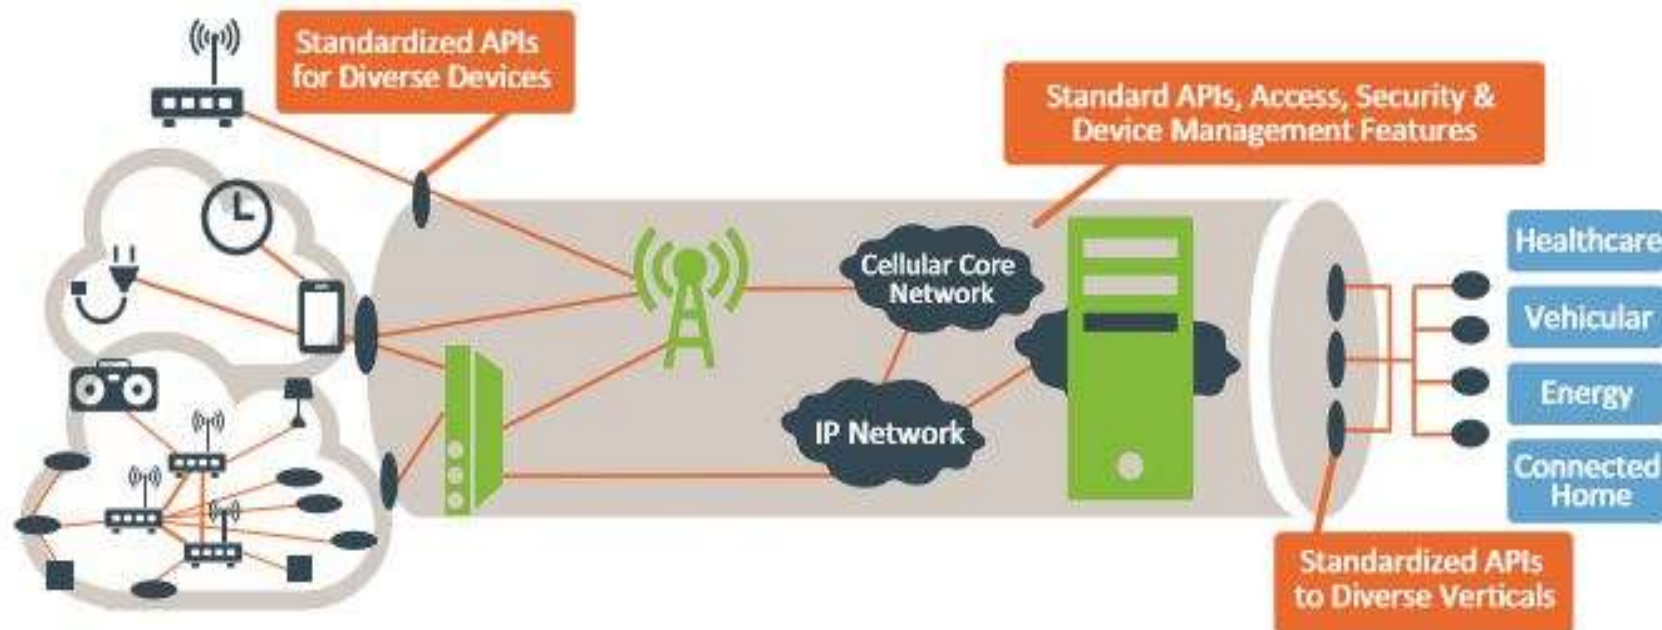 Standardized APIs
for Diverse Devices
Standard APIs, Access, Security &
Device Management Features
Cellular Core
Network
IP Network
Healthcare
Vehicular
Energy
Connected
Home
Standardized APIs
to Diverse Verticals